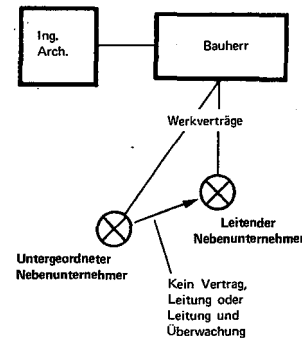 Ing.
Arch.
Bauherr
Werkverträge
Leitender
Nebenunternehmer
Untergeordneter
Nebenunternehmer
Kein Vertrag,
Leitung oder
Leitung und
Überwachung